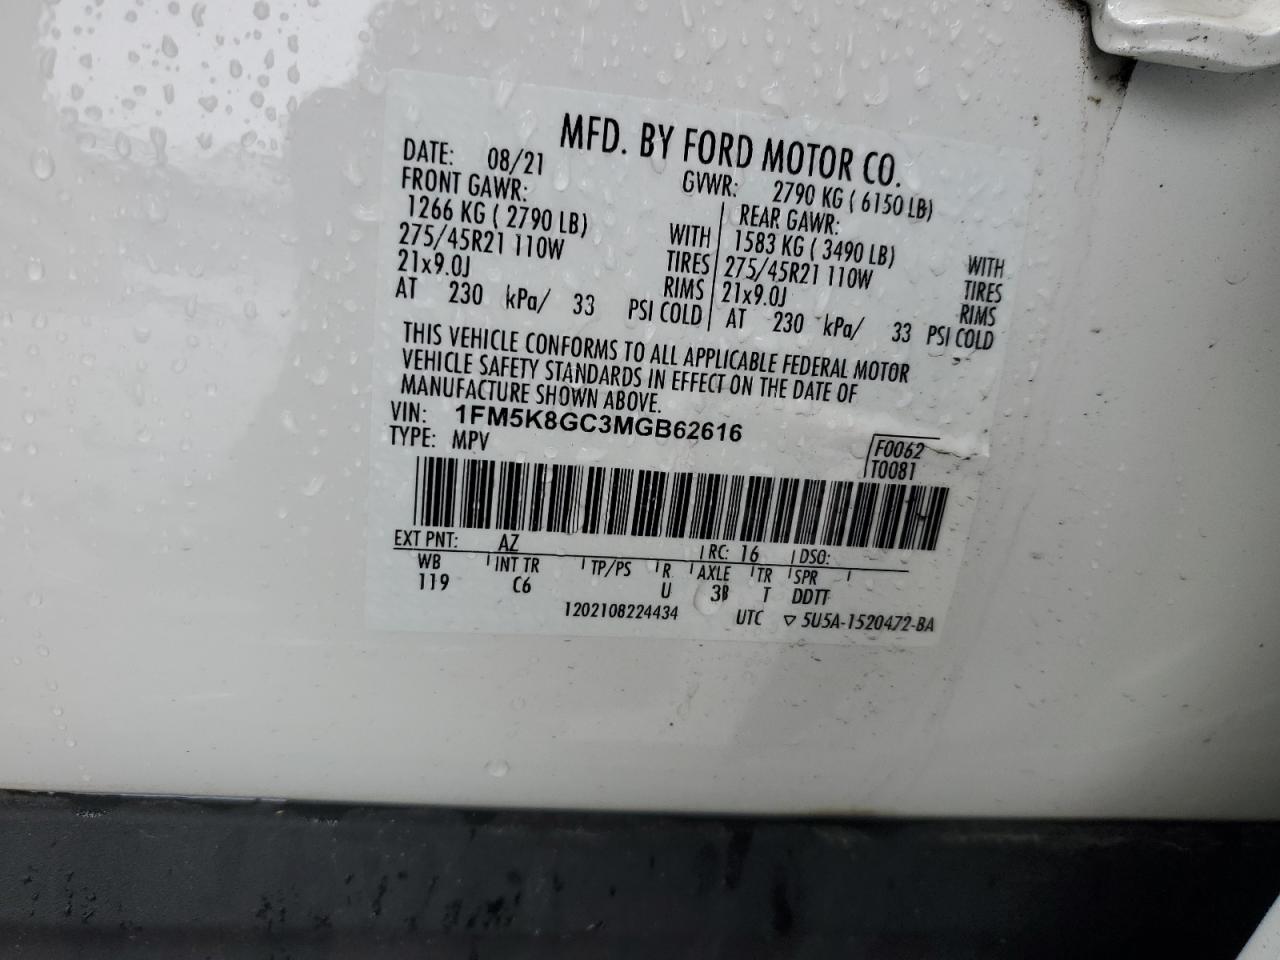 MFD. BY FORD MOTOR CO.
DATE: 08/21 GVWR: 2790 KG ( 6150 LB)
FRONT GAWR: REAR GAWR:
1266 KG ( 2790 LB) WITH 1583 KG ( 3490 LB) WITH
275/45R21 110W TIRES 275/45R21 110W TIRES
21x9.0J RIMS 21x9.0J RIMS
AT 230 kPa/ 33 PSI COLD AT 230 kPa/ 33 PSI COLD
THIS VEHICLE CONFORMS TO ALL APPLICABLE FEDERAL MOTOR
VEHICLE SAFETY STANDARDS IN EFFECT ON THE DATE OF
MANUFACTURE SHOWN ABOVE.
VIN: 1FM5K8GC3MGB62616
TYPE: MPV
F0062
T0081
EXT PNT: AZ RC: 16 DSO:
WB INT TR TP/PS R AXLE TR SPR
119 C6 U 3B T DDTT
1202108224434 UTC ▽ 5U5A-1520472-BA